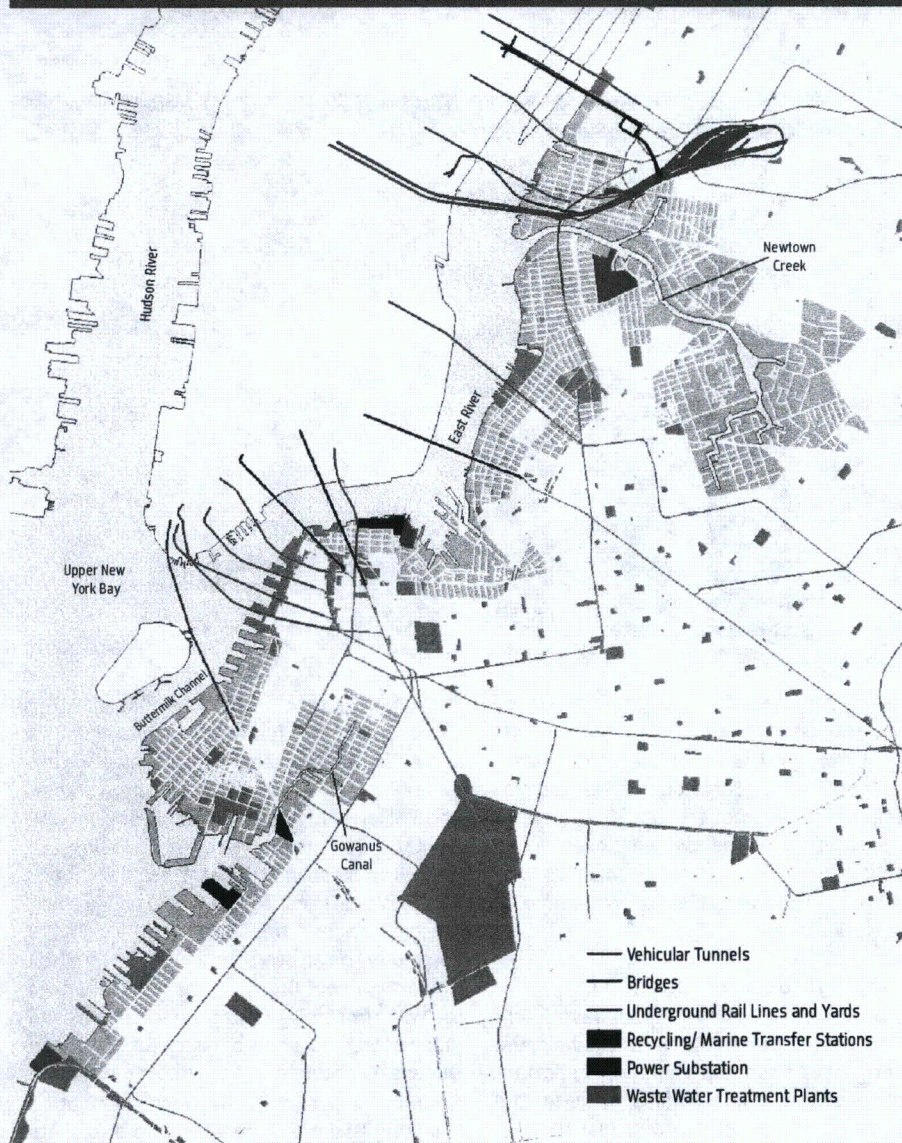 Hudson River
Newtown
Creek
East River
Upper New
York Bay
Buttermilk Channel
Gowanus
Canal
Vehicular Tunnels
Bridges
Underground Rail Lines and Yards
Recycling/ Marine Transfer Stations
Power Substation
Waste Water Treatment Plants